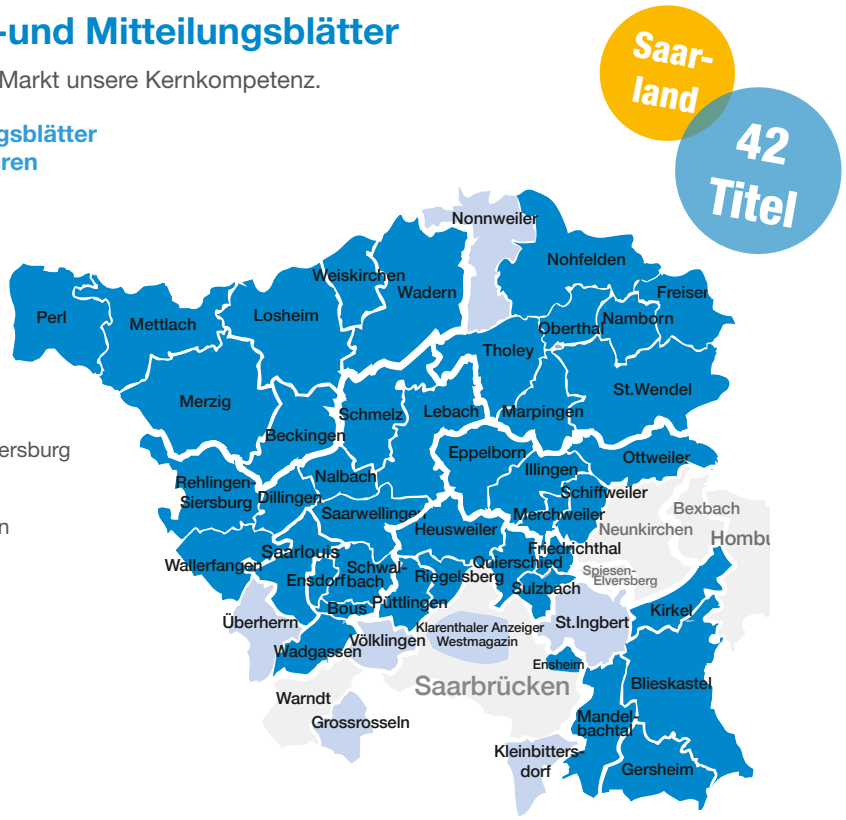 -und Mitteilungsblätter
Markt unsere Kernkompetenz.
gsblätter
ren
Saar-
land
42
Titel
ersburg
n
Nonnweiler
Nohfelden
Weiskirchen
Wadern
Freisen
Perl
Mettlach
Losheim
Oberthal
Namborn
Tholey
St.Wendel
Merzig
Schmelz
Lebach
Marpingen
Beckingen
Eppelborn
Illingen
Ottweiler
Rehlingen-
Siersburg
Dillingen
Nalbach
Schiffweiler
Saarwellingen
Merchweiler
Bexbach
Heusweiler
Neunkirchen
Hombu
Wallerfangen
Saarlouis
Friedrichthal
Quierschied
Ensdorf
Schwal-
bach
Riegelsberg
Spiesen-
Elversberg
Sulzbach
Bous
Püttlingen
Kirkel
Überherrn
Völklingen
Klarenthaler Anzeiger
Westmagazin
St.Ingbert
Wadgassen
Ensheim
Saarbrücken
Blieskastel
Warndt
Grossrosseln
Mandel-
bachtal
Kleinbitters-
dorf
Gersheim